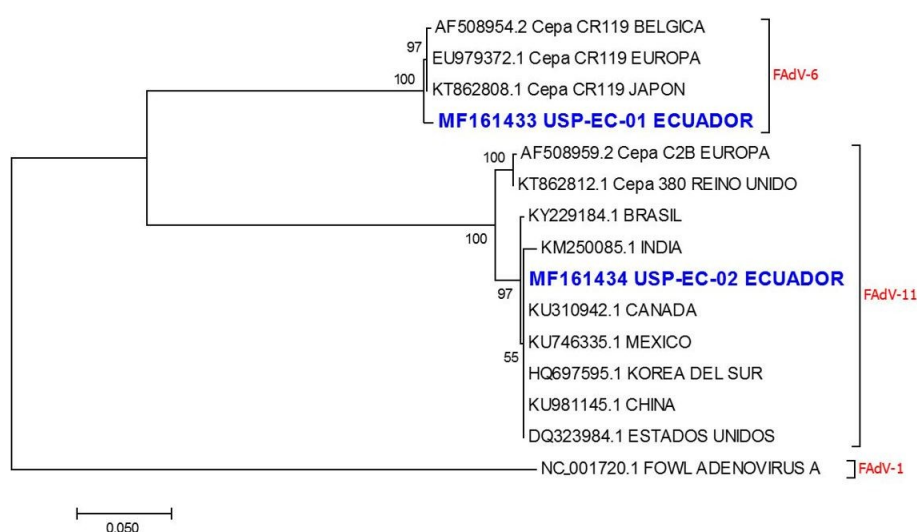 AF508954.2 Cepa CR119 BELGICA
97
EU979372.1 Cepa CR119 EUROPA
FAdV-6
100
KT862808.1 Cepa CR119 JAPON
MF161433 USP-EC-01 ECUADOR
100
AF508959.2 Cepa C2B EUROPA
KT862812.1 Cepa 380 REINO UNIDO
KY229184.1 BRASIL
100
KM250085.1 INDIA
MF161434 USP-EC-02 ECUADOR
97
FAdV-11
KU310942.1 CANADA
KU746335.1 MEXICO
55
HQ697595.1 KOREA DEL SUR
KU981145.1 CHINA
DQ323984.1 ESTADOS UNIDOS
NC_001720.1 FOWL ADENOVIRUS A
FAdV-1
0.050